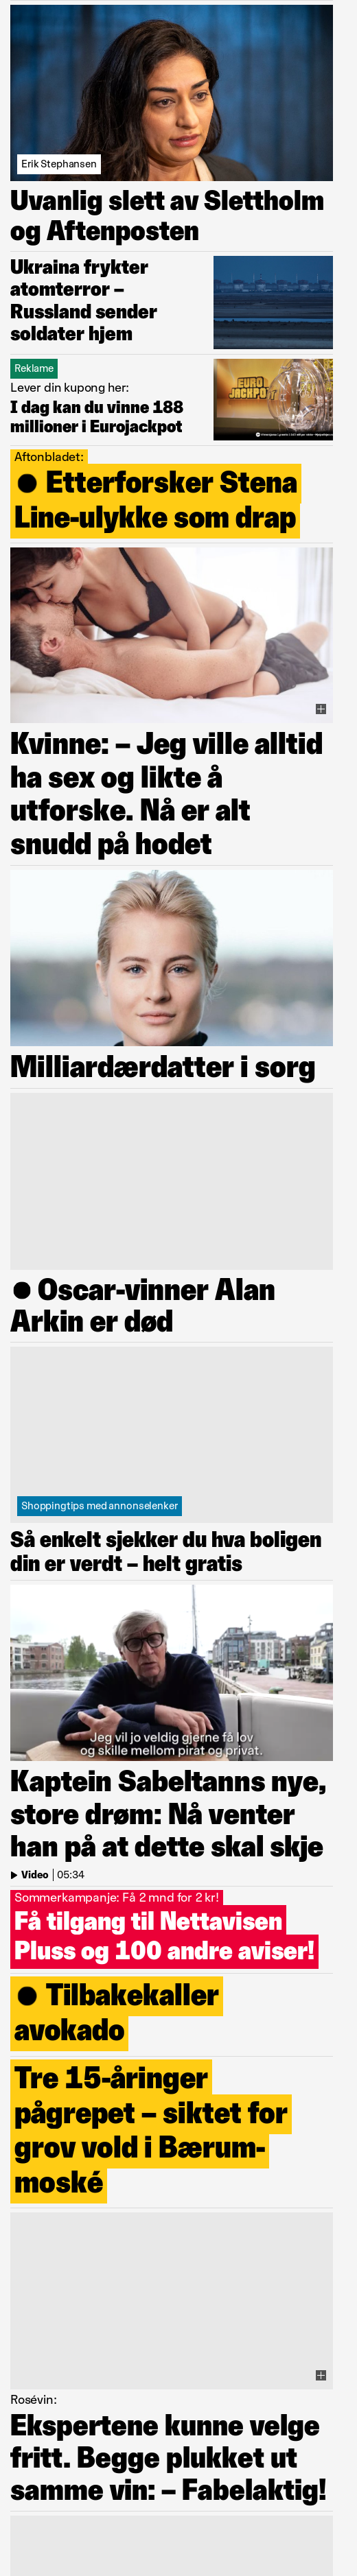 Erik Stephansen
Uvanlig slett av Slettholm
og Aftenposten
Ukraina frykter
atomterror –
Russland sender
soldater hjem
Reklame
Lever din kupong her:
I dag kan du vinne 188
millioner i Eurojackpot
EURO
JACKPOT
Aftonbladet:
● Etterforsker Stena
Line-ulykke som drap
Kvinne: – Jeg ville alltid
ha sex og likte å
utforske. Nå er alt
snudd på hodet
Milliardærdatter i sorg
● Oscar-vinner Alan
Arkin er død
Shoppingtips med annonselenker
Så enkelt sjekker du hva boligen
din er verdt – helt gratis
Jeg vil jo veldig gjerne få lov
og skille mellom pirat og privat.
Kaptein Sabeltanns nye,
store drøm: Nå venter
han på at dette skal skje
Video | 05:34
Sommerkampanje: Få 2 mnd for 2 kr!
Få tilgang til Nettavisen
Pluss og 100 andre aviser!
● Tilbakekaller
avokado
Tre 15-åringer
pågrepet – siktet for
grov vold i Bærum-
moské
Rosévin:
Ekspertene kunne velge
fritt. Begge plukket ut
samme vin: – Fabelaktig!